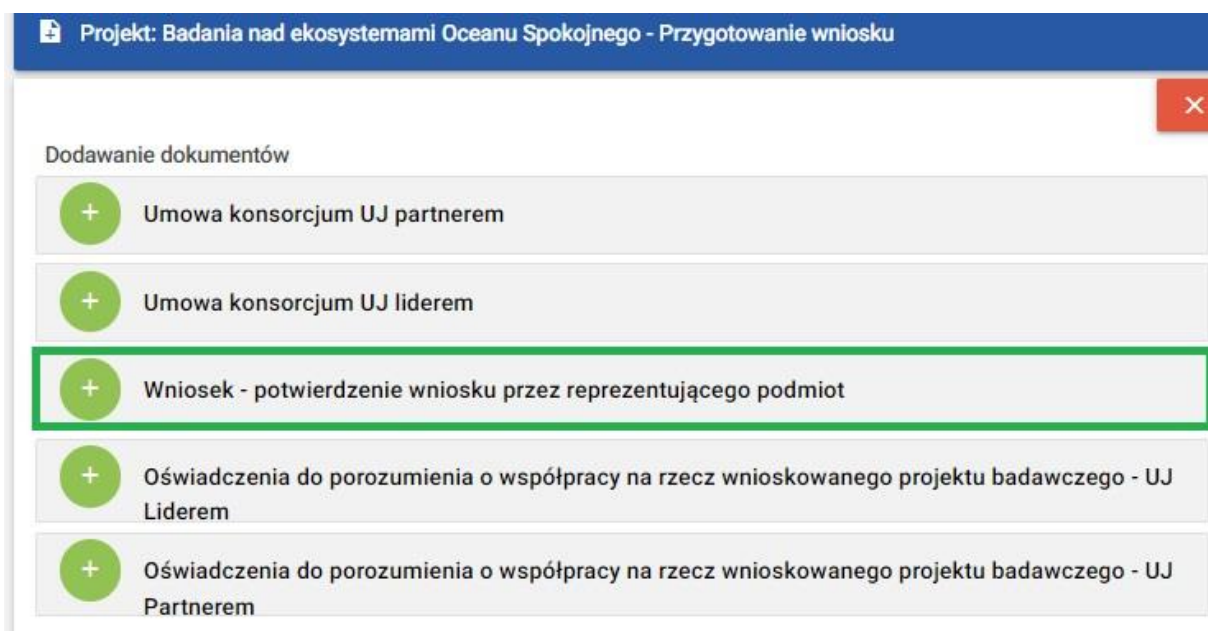 Projekt: Badania nad ekosystemami Oceanu Spokojnego - Przygotowanie wniosku
Dodawanie dokumentów
Umowa konsorcjum UJ partnerem
Umowa konsorcjum UJ liderem
Wniosek - potwierdzenie wniosku przez reprezentującego podmiot
Oświadczenia do porozumienia o współpracy na rzecz wnioskowanego projektu badawczego - UJ
Liderem
Oświadczenia do porozumienia o współpracy na rzecz wnioskowanego projektu badawczego - UJ
Partnerem